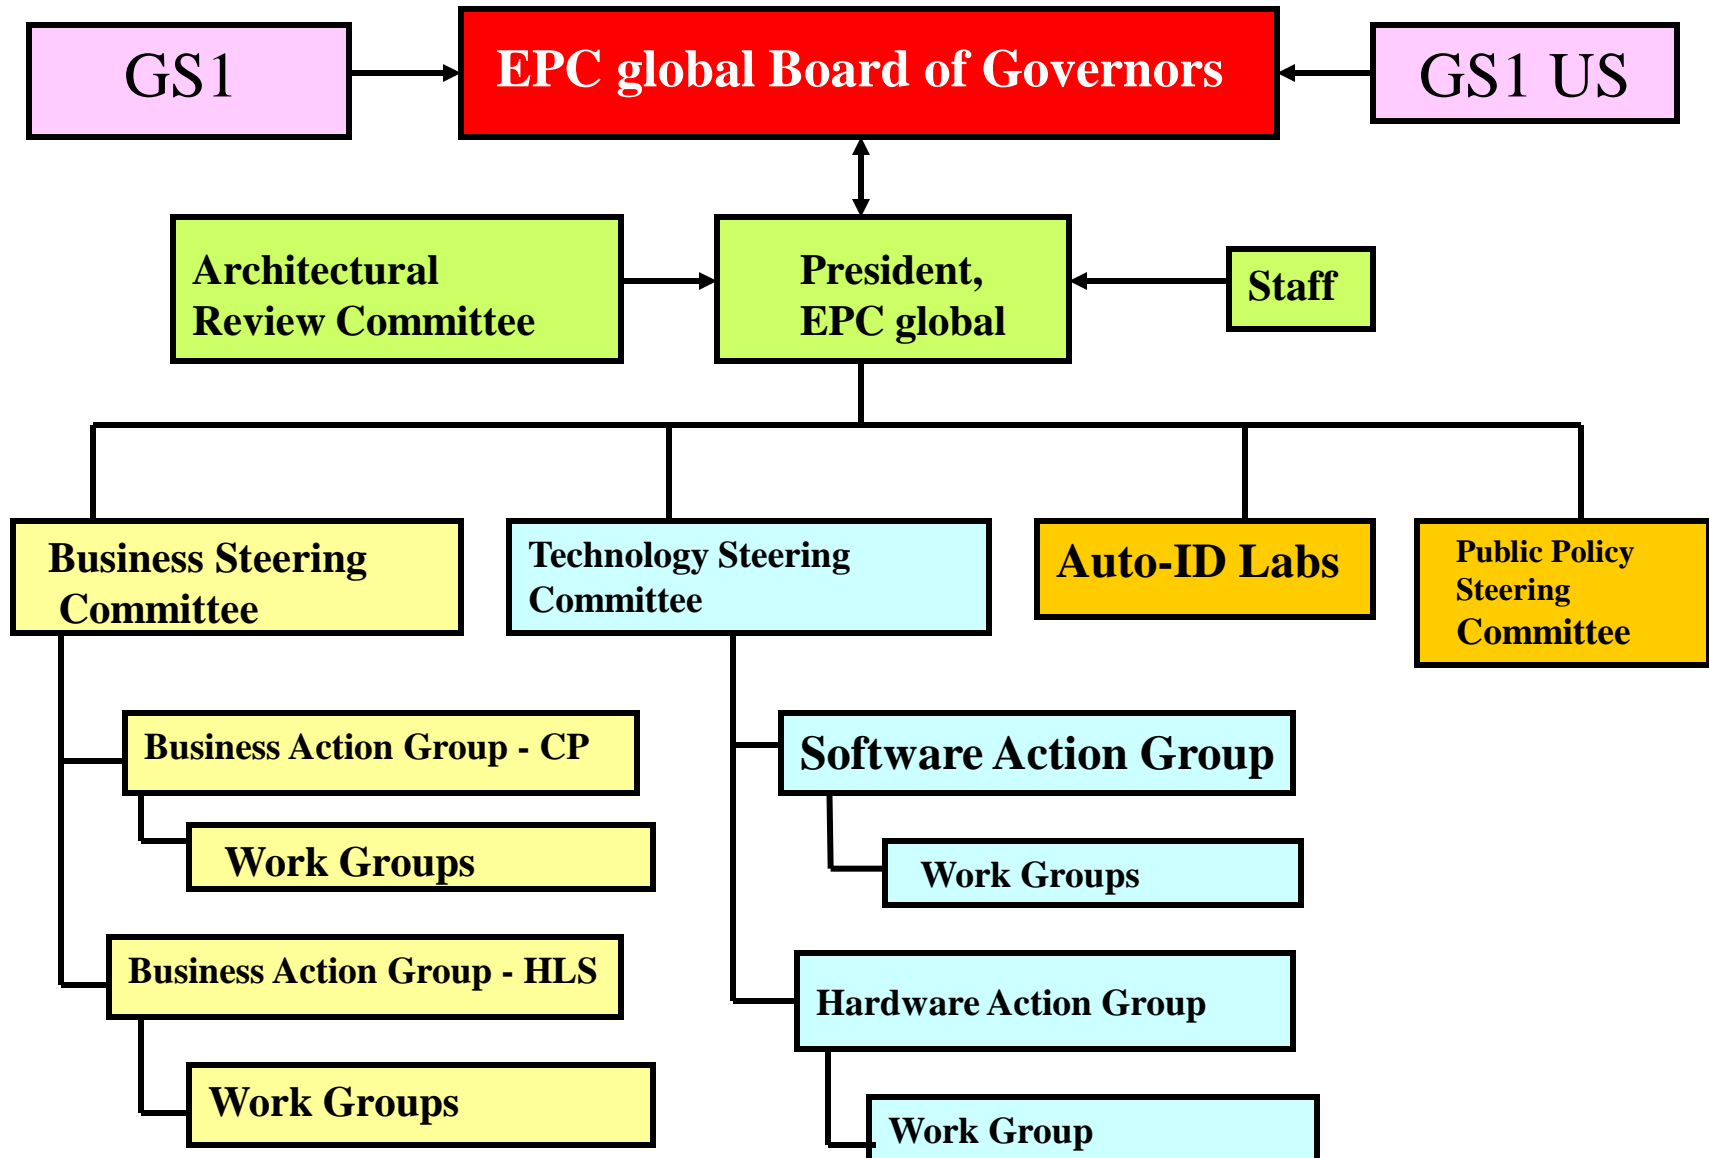 GS1
EPC global Board of Governors
GS1 US
Architectural
Review Committee
President,
EPC global
Staff
Business Steering
Committee
Technology Steering
Committee
Auto-ID Labs
Public Policy
Steering
Committee
Business Action Group - CP
Work Groups
Business Action Group - HLS
Work Groups
Software Action Group
Work Groups
Hardware Action Group
Work Group